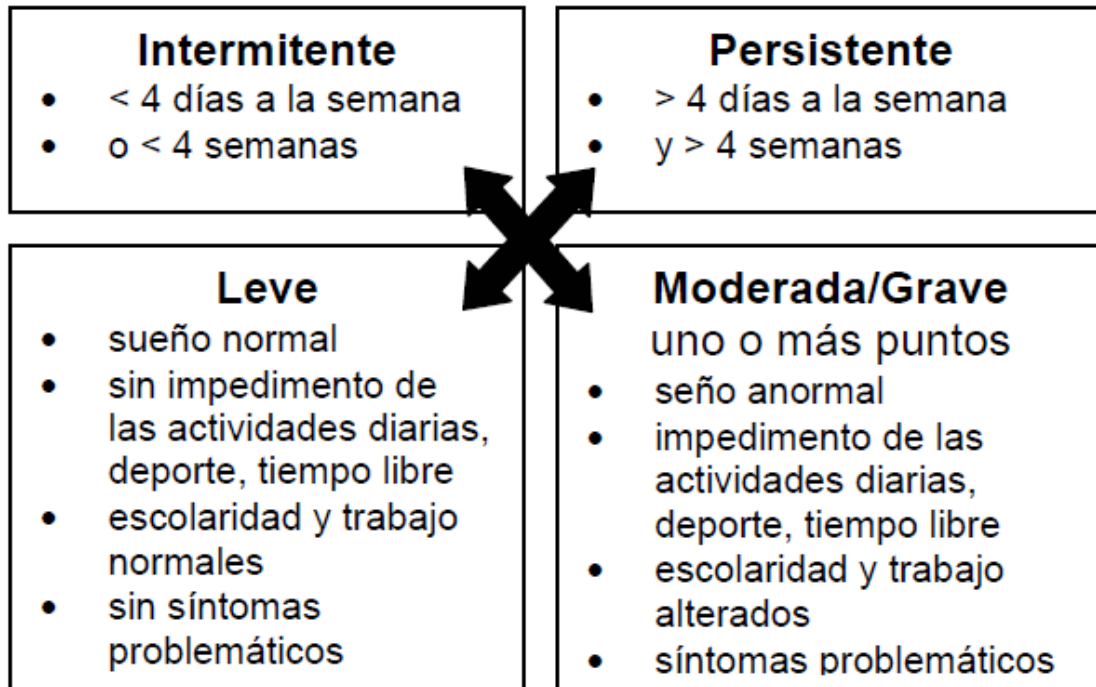 Intermitente
• < 4 días a la semana
• o < 4 semanas
Persistente
• > 4 días a la semana
• y > 4 semanas
Leve
• sueño normal
• sin impedimento de
las actividades diarias,
deporte, tiempo libre
• escolaridad y trabajo
normales
• sin síntomas
problemáticos
Moderada/Grave
uno o más puntos
• seño anormal
• impedimento de las
actividades diarias,
deporte, tiempo libre
• escolaridad y trabajo
alterados
• síntomas problemáticos